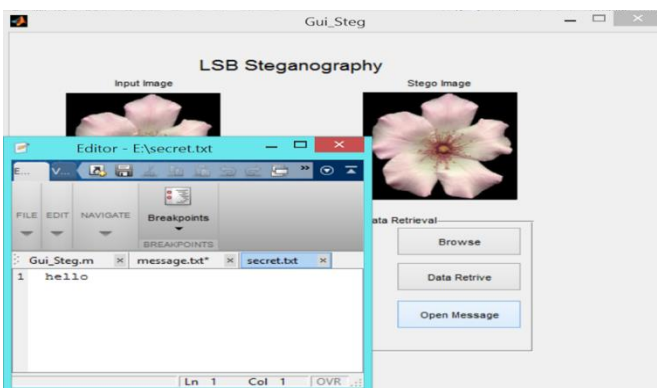 Gui_Steg
LSB Steganography
Input Image
Stego Image
Editor - E:\secret.txt
E... V...
FILE EDIT NAVIGATE Breakpoints
BREAKPOINTS
Gui_Steg.m message.txt* secret.txt
1 hello
Ln 1 Col 1 OVR
ata Retrieval
Browse
Data Retrive
Open Message